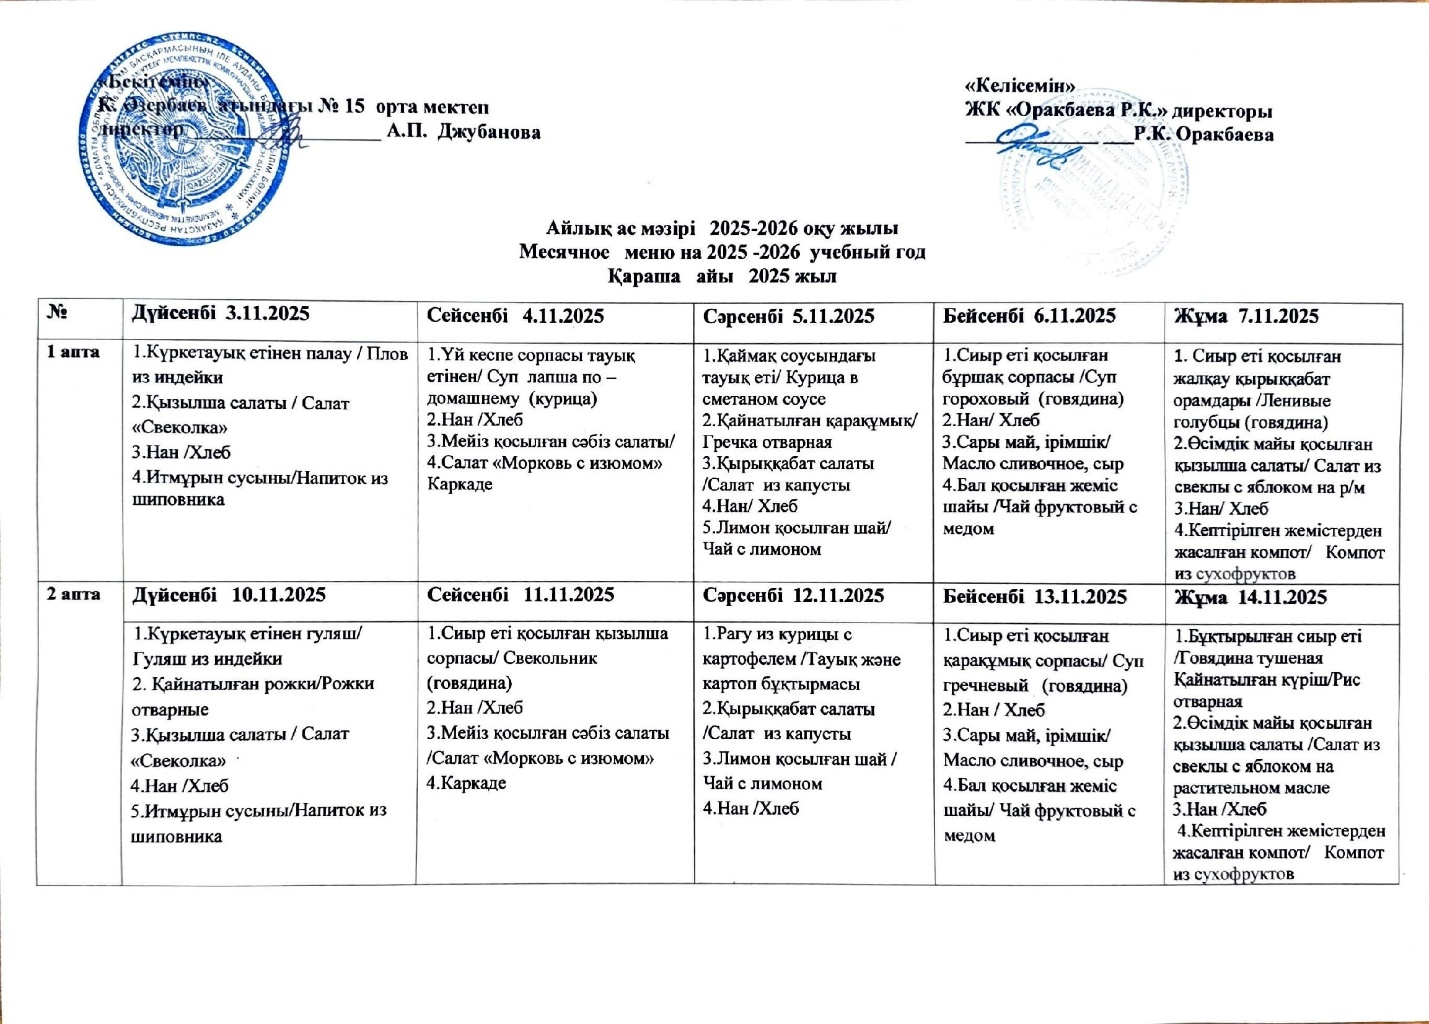 «Бекітемін»
К. Әзербаев атындағы № 15 орта мектеп
директор ____________________ А.П. Джубанова
«Келісемін»
ЖК «Оракбаева Р.К.» директоры
_____________ ___Р.К. Оракбаева
Айлық ас мәзірі 2025-2026 оқу жылы
Месячное меню на 2025 -2026 учебный год
Қараша айы 2025 жыл
№
Дүйсенбі 3.11.2025
Сейсенбі 4.11.2025
Сәрсенбі 5.11.2025
Бейсенбі 6.11.2025
Жұма 7.11.2025
1 апта
1.Күркетауық етінен палау / Плов
из индейки
2.Қызылша салаты / Салат
«Свеколка»
3.Нан /Хлеб
4.Итмұрын сусыны/Напиток из
шиповника
1.Үй кеспе сорпасы тауық
етінен/ Суп лапша по –
домашнему (курица)
2.Нан /Хлеб
3.Мейіз қосылған сәбіз салаты/
4.Салат «Морковь с изюмом»
Каркаде
1.Қаймақ соусындағы
тауық еті/ Курица в
сметаном соусе
2.Қайнатылған қарақұмық/
Гречка отварная
3.Қырыққабат салаты
/Салат из капусты
4.Нан/ Хлеб
5.Лимон қосылған шай/
Чай с лимоном
1.Сиыр еті қосылған
бұршақ сорпасы /Суп
гороховый (говядина)
2.Нан/ Хлеб
3.Сары май, ірімшік/
Масло сливочное, сыр
4.Бал қосылған жеміс
шайы /Чай фруктовый с
медом
1. Сиыр еті қосылған
жалқау қырыққабат
орамдары /Ленивые
голубцы (говядина)
2.Өсімдік майы қосылған
қызылша салаты/ Салат из
свеклы с яблоком на р/м
3.Нан/ Хлеб
4.Кептірілген жемістерден
жасалған компот/ Компот
из сухофруктов
2 апта
Дүйсенбі 10.11.2025
Сейсенбі 11.11.2025
Сәрсенбі 12.11.2025
Бейсенбі 13.11.2025
Жұма 14.11.2025
1.Күркетауық етінен гуляш/
Гуляш из индейки
2. Қайнатылған рожки/Рожки
отварные
3.Қызылша салаты / Салат
«Свеколка»
4.Нан /Хлеб
5.Итмұрын сусыны/Напиток из
шиповника
1.Сиыр еті қосылған қызылша
сорпасы/ Свекольник
(говядина)
2.Нан /Хлеб
3.Мейіз қосылған сәбіз салаты
/Салат «Морковь с изюмом»
4.Каркаде
1.Рагу из курицы с
картофелем /Тауық және
картоп бұқтырмасы
2.Қырыққабат салаты
/Салат из капусты
3.Лимон қосылған шай /
Чай с лимоном
4.Нан /Хлеб
1.Сиыр еті қосылған
қарақұмық сорпасы/ Суп
гречневый (говядина)
2.Нан / Хлеб
3.Сары май, ірімшік/
Масло сливочное, сыр
4.Бал қосылған жеміс
шайы/ Чай фруктовый с
медом
1.Бұқтырылған сиыр еті
/Говядина тушеная
Қайнатылған күріш/Рис
отварная
2.Өсімдік майы қосылған
қызылша салаты /Салат из
свеклы с яблоком на
растительном масле
3.Нан /Хлеб
4.Кептірілген жемістерден
жасалған компот/ Компот
из сухофруктов